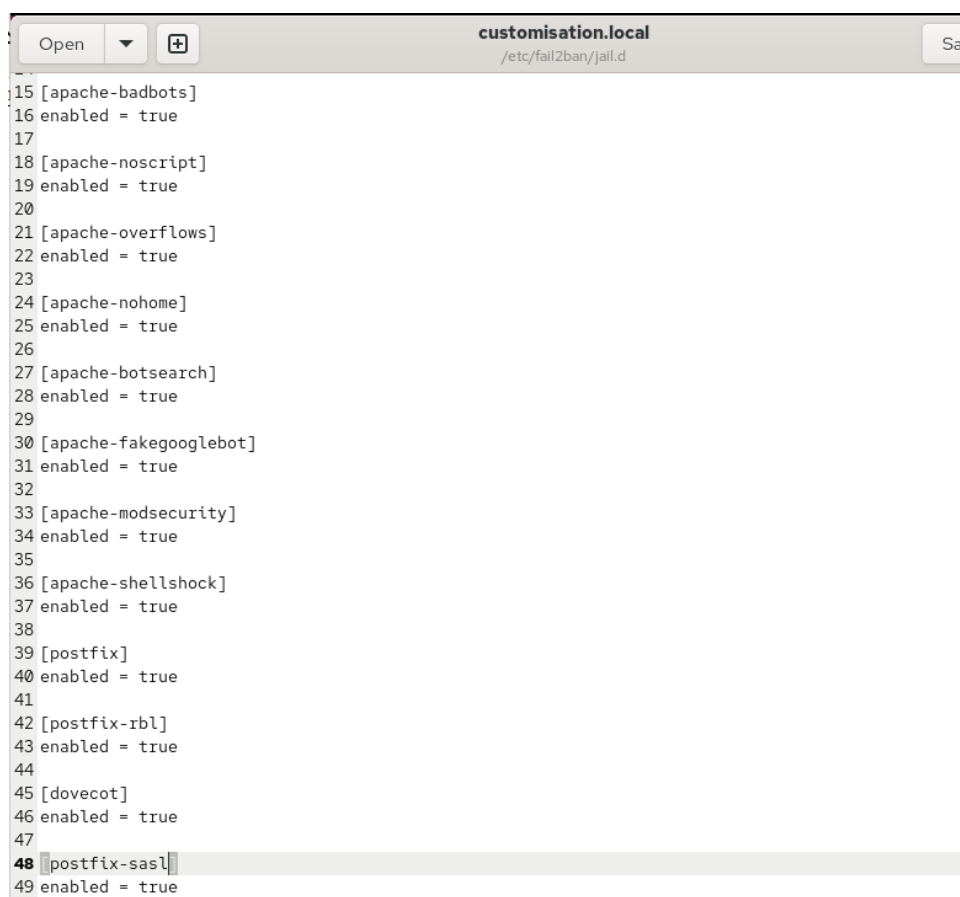 Open
customisation.local
/etc/fail2ban/jail.d
15 [apache-badbots]
16 enabled = true
17
18 [apache-noscript]
19 enabled = true
20
21 [apache-overflows]
22 enabled = true
23
24 [apache-nohome]
25 enabled = true
26
27 [apache-botsearch]
28 enabled = true
29
30 [apache-fakegooglebot]
31 enabled = true
32
33 [apache-modsecurity]
34 enabled = true
35
36 [apache-shellshock]
37 enabled = true
38
39 [postfix]
40 enabled = true
41
42 [postfix-rbl]
43 enabled = true
44
45 [dovecot]
46 enabled = true
47
48 [postfix-sasl]
49 enabled = true